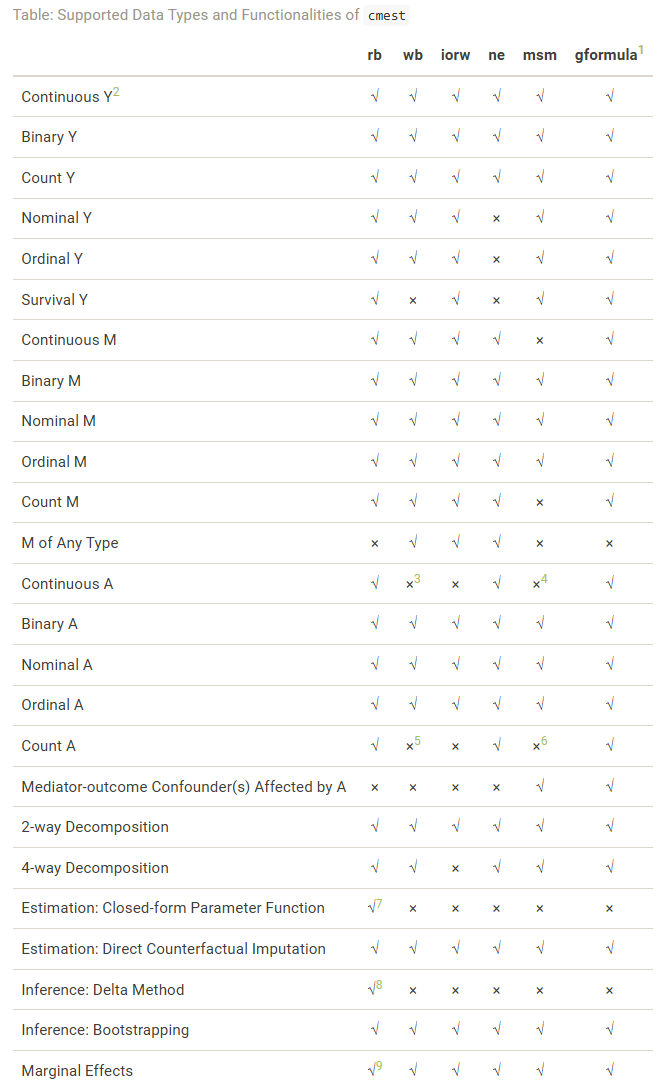 Table: Supported Data Types and Functionalities of cmest
rb wb iorw ne msm gformula1
Continuous Y2 √ √ √ √ √ √
Binary Y √ √ √ √ √ √
Count Y √ √ √ √ √ √
Nominal Y √ √ √ × √ √
Ordinal Y √ √ √ × √ √
Survival Y √ × √ × √ √
Continuous M √ √ √ √ × √
Binary M √ √ √ √ √ √
Nominal M √ √ √ √ √ √
Ordinal M √ √ √ √ √ √
Count M √ √ √ √ × √
M of Any Type × √ √ √ × ×
Continuous A √ ×3 × √ ×4 √
Binary A √ √ √ √ √ √
Nominal A √ √ √ √ √ √
Ordinal A √ √ √ √ √ √
Count A √ ×5 × √ ×6 √
Mediator-outcome Confounder(s) Affected by A × × × × √ √
2-way Decomposition √ √ √ √ √ √
4-way Decomposition √ √ × √ √ √
Estimation: Closed-form Parameter Function √7 × × × × ×
Estimation: Direct Counterfactual Imputation √ √ √ √ √ √
Inference: Delta Method √8 × × × × ×
Inference: Bootstrapping √ √ √ √ √ √
Marginal Effects √9 √ √ √ √ √